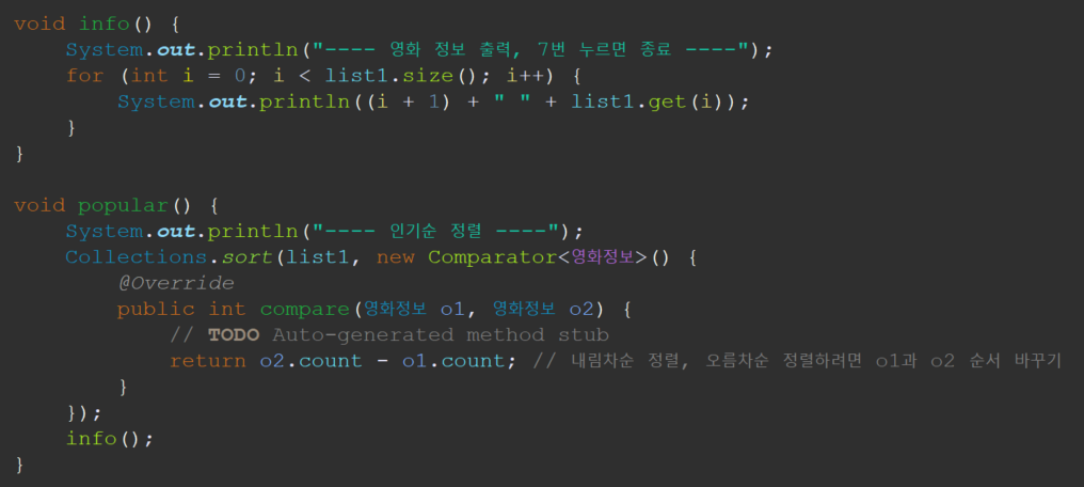 void info() {
    System.out.println("---- 영화 정보 출력, 7번 누르면 종료 ----");
    for (int i = 0; i < list1.size(); i++) {
        System.out.println((i + 1) + " " + list1.get(i));
    }
}
void popular() {
    System.out.println("---- 인기순 정렬 ----");
    Collections.sort(list1, new Comparator<영화정보>() {
        @Override
        public int compare(영화정보 o1, 영화정보 o2) {
            // TODO Auto-generated method stub
            return o2.count - o1.count; // 내림차순 정렬, 오름차순 정렬하려면 o1과 o2 순서 바꾸기
        }
    });
    info();
}